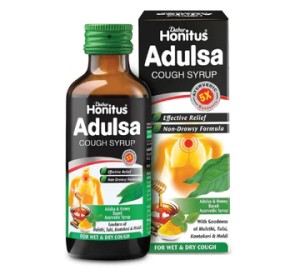 Dabur
Honitus
Adulsa
COUGH SYRUP
Effective Relief
Non-Drowsy Formula
Adulsa & Honey
Based
Ayurvedic Syrup
FOR WET & DRY COUGH
Dabur
Honitus
Adulsa
COUGH SYRUP
AYURVEDIC
5X
Effective Relief
Non-Drowsy Formula
Adulsa & Honey
Based
Ayurvedic Syrup
With Goodness
of Mulethi, Tulsi,
Kantakari & Haldi
FOR WET & DRY COUGH